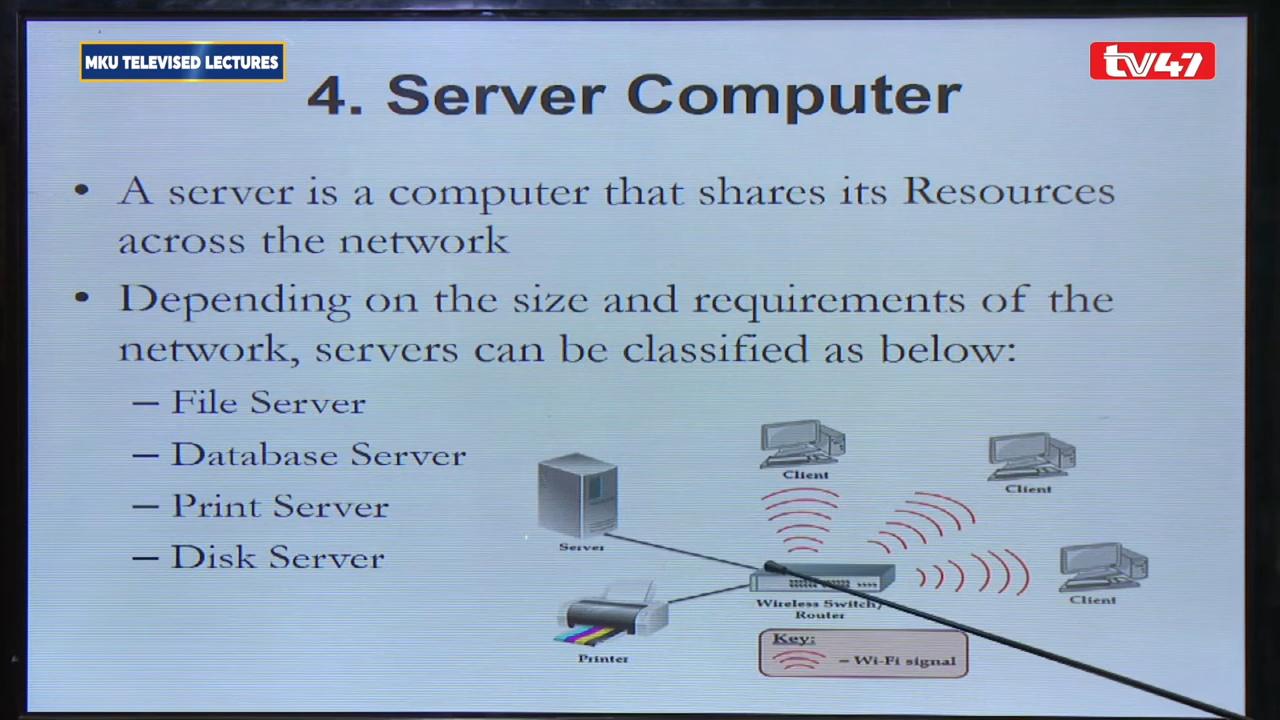 MKU TELEVISED LECTURES
tv47
4. Server Computer
• A server is a computer that shares its Resources
across the network
• Depending on the size and requirements of the
network, servers can be classified as below:
– File Server
– Database Server
– Print Server
– Disk Server
Client
Client
Server
Client
Wireless Switch/
Router
Printer
Key:
– Wi-Fi signal